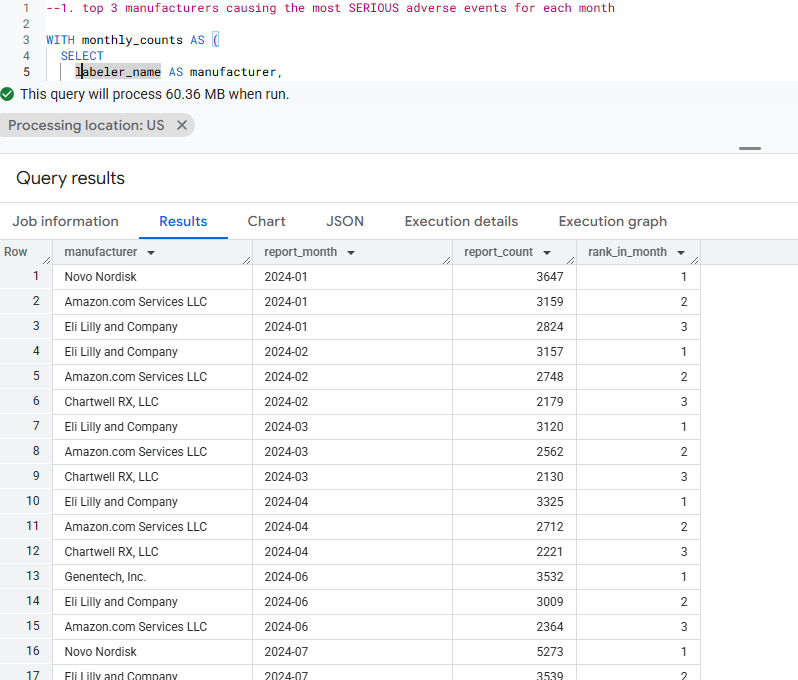 1 --1. top 3 manufacturers causing the most SERIOUS adverse events for each month
2
3 WITH monthly_counts AS (
4 SELECT
5 labeler_name AS manufacturer,
This query will process 60.36 MB when run.
Processing location: US
Query results
Job information Results Chart JSON Execution details Execution graph
Row manufacturer report_month report_count rank_in_month
1 Novo Nordisk 2024-01 3647 1
2 Amazon.com Services LLC 2024-01 3159 2
3 Eli Lilly and Company 2024-01 2824 3
4 Eli Lilly and Company 2024-02 3157 1
5 Amazon.com Services LLC 2024-02 2748 2
6 Chartwell RX, LLC 2024-02 2179 3
7 Eli Lilly and Company 2024-03 3120 1
8 Amazon.com Services LLC 2024-03 2562 2
9 Chartwell RX, LLC 2024-03 2130 3
10 Eli Lilly and Company 2024-04 3325 1
11 Amazon.com Services LLC 2024-04 2712 2
12 Chartwell RX, LLC 2024-04 2221 3
13 Genentech, Inc. 2024-06 3532 1
14 Eli Lilly and Company 2024-06 3009 2
15 Amazon.com Services LLC 2024-06 2364 3
16 Novo Nordisk 2024-07 5273 1
17 Eli Lilly and Company 2024-07 3539 2